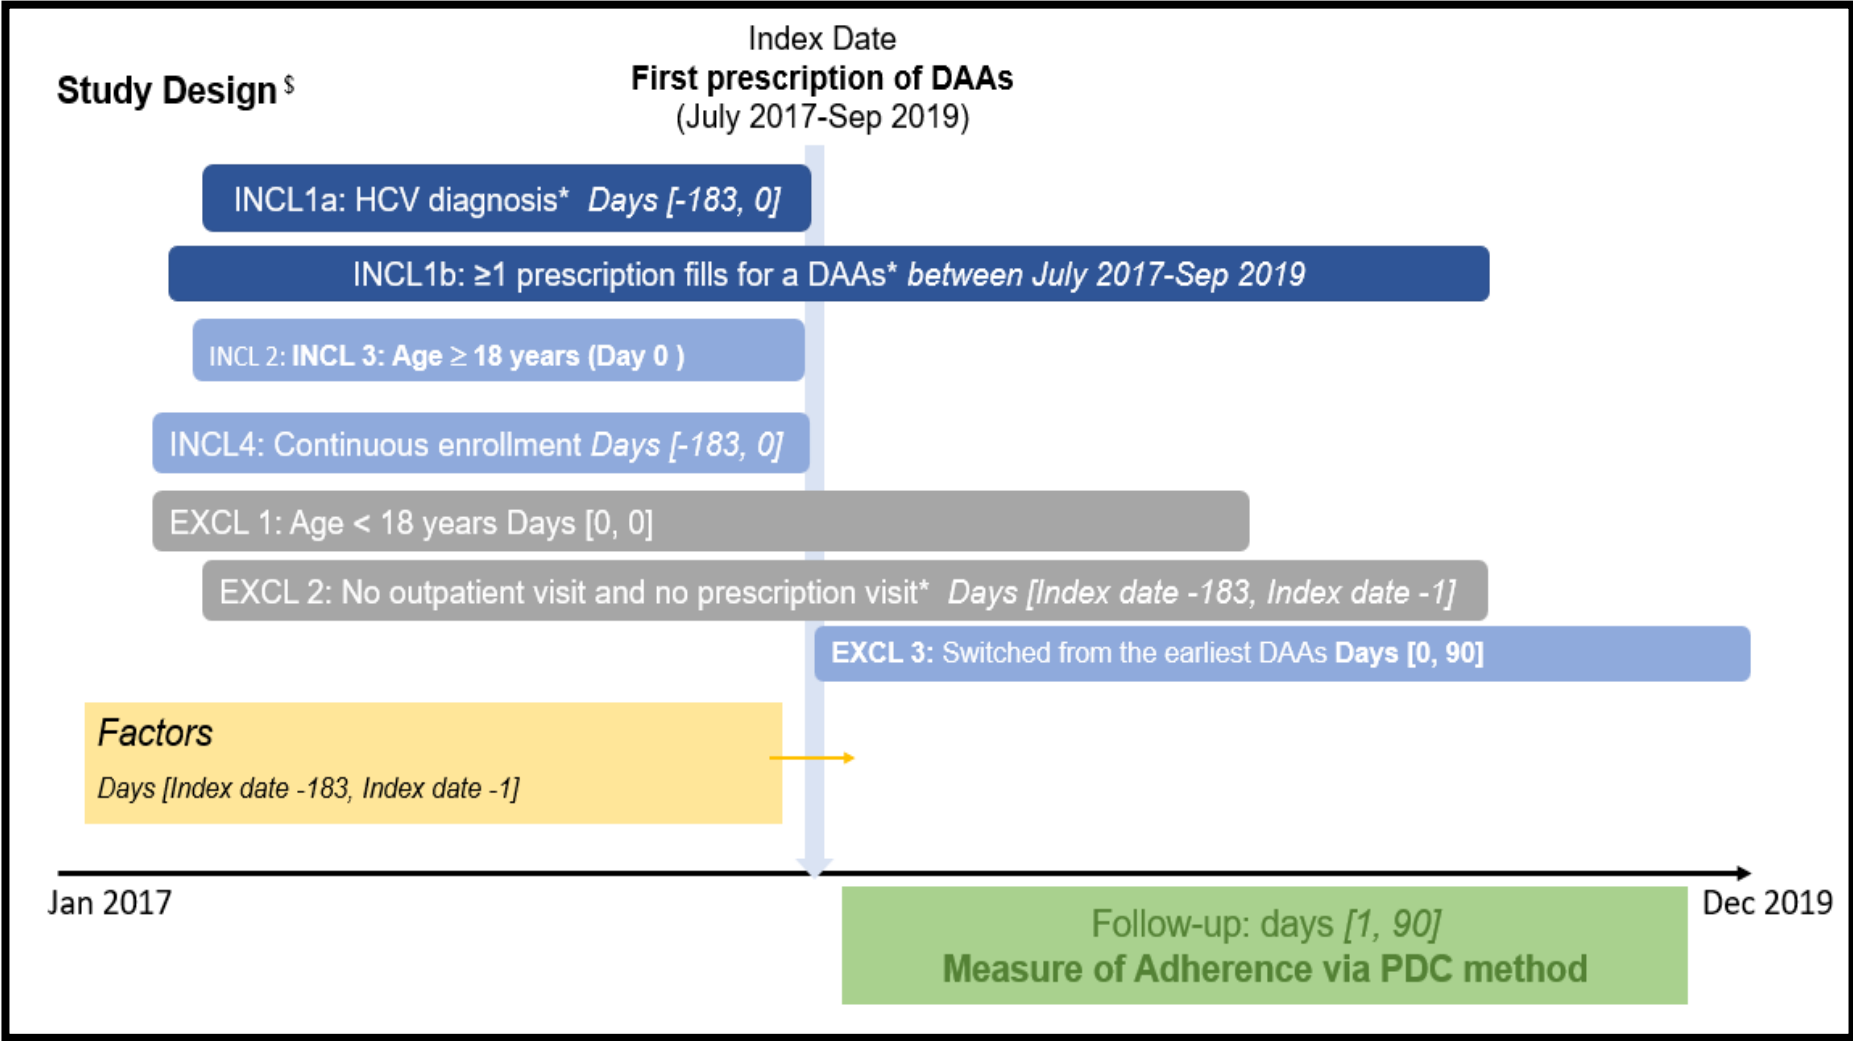 Study Design $
Index Date
First prescription of DAAs
(July 2017-Sep 2019)
INCL1a: HCV diagnosis* Days [-183, 0]
INCL1b: ≥1 prescription fills for a DAAs* between July 2017-Sep 2019
INCL 2: INCL 3: Age ≥ 18 years (Day 0 )
INCL4: Continuous enrollment Days [-183, 0]
EXCL 1: Age < 18 years Days [0, 0]
EXCL 2: No outpatient visit and no prescription visit* Days [Index date -183, Index date -1]
EXCL 3: Switched from the earliest DAAs Days [0, 90]
Factors
Days [Index date -183, Index date -1]
Jan 2017
Dec 2019
Follow-up: days [1, 90]
Measure of Adherence via PDC method